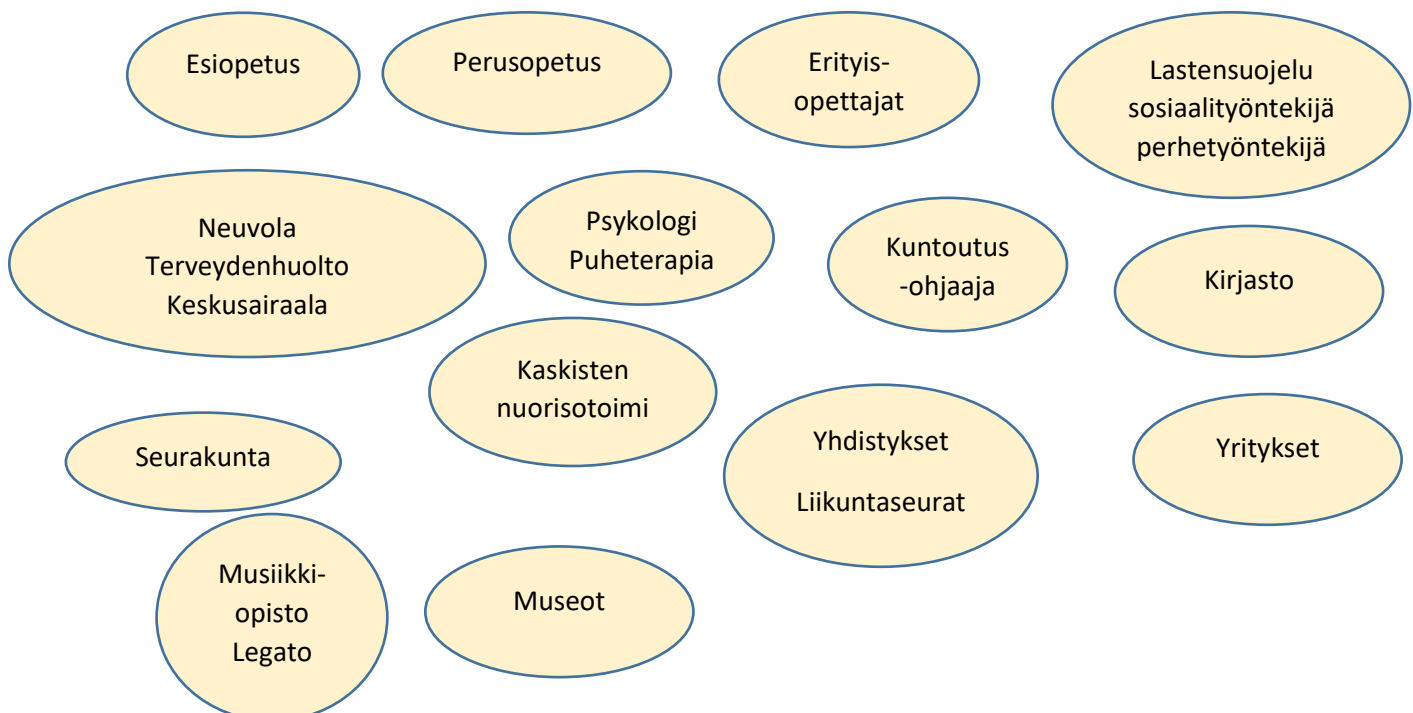 Esiopetus
Perusopetus
Erityis-
opettajat
Lastensuojelu
sosiaalityöntekijä
perhetyöntekijä
Neuvola
Terveydenhuolto
Keskusairaala
Psykologi
Puheterapia
Kuntoutus
-ohjaaja
Kirjasto
Kaskisten
nuorisotoimi
Seurakunta
Yhdistykset
Liikuntaseurat
Yritykset
Musiikki-
opisto
Legato
Museot